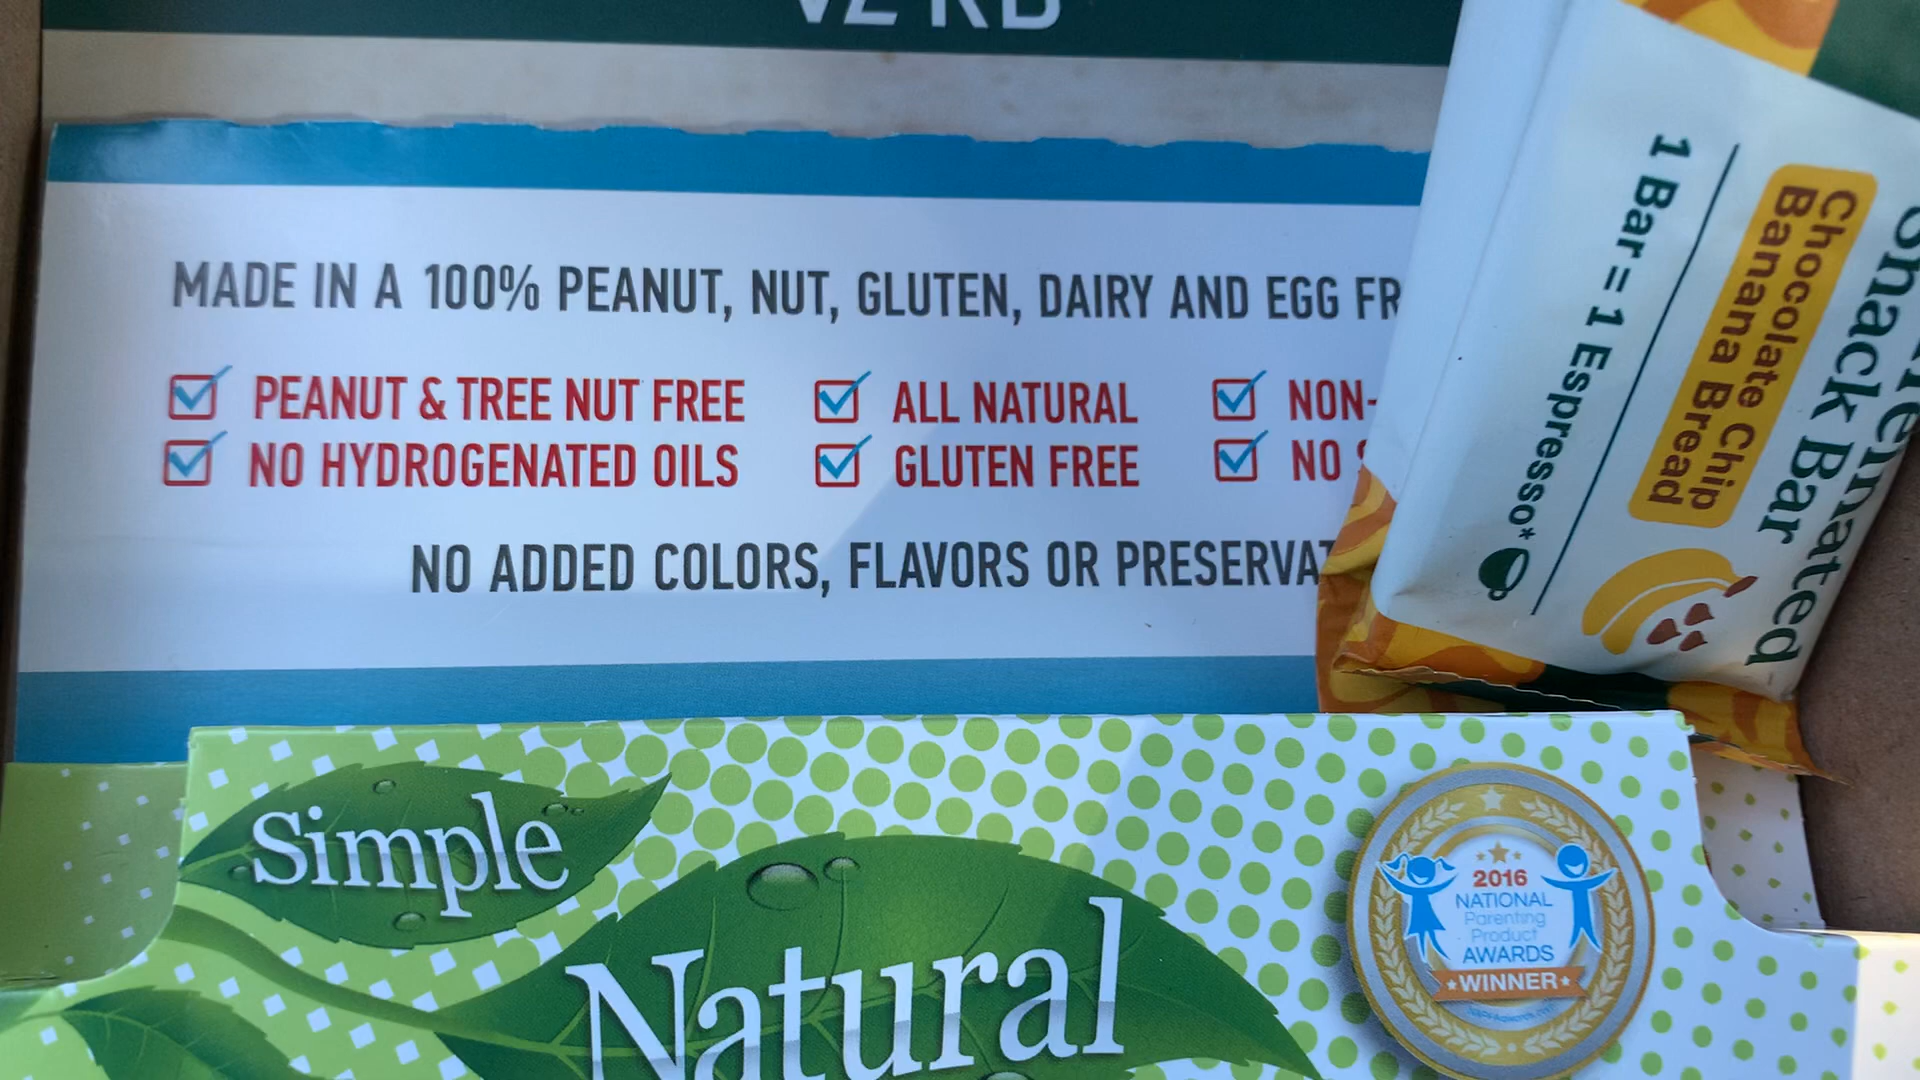 MADE IN A 100% PEANUT, NUT, GLUTEN, DAIRY AND EGG FR
PEANUT & TREE NUT FREE
ALL NATURAL
NON-
NO HYDROGENATED OILS
GLUTEN FREE
NO
NO ADDED COLORS, FLAVORS OR PRESERVAT
Snack Bar
Chocolate Chip
Banana Bread
1 Bar = 1 Espresso*
Simple
Natural
2016
NATIONAL
Parenting
Product
AWARDS
WINNER